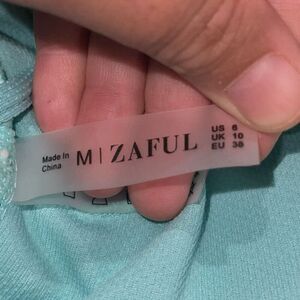 Made In
China
M | ZAFUL
US 6
UK 10
EU 38